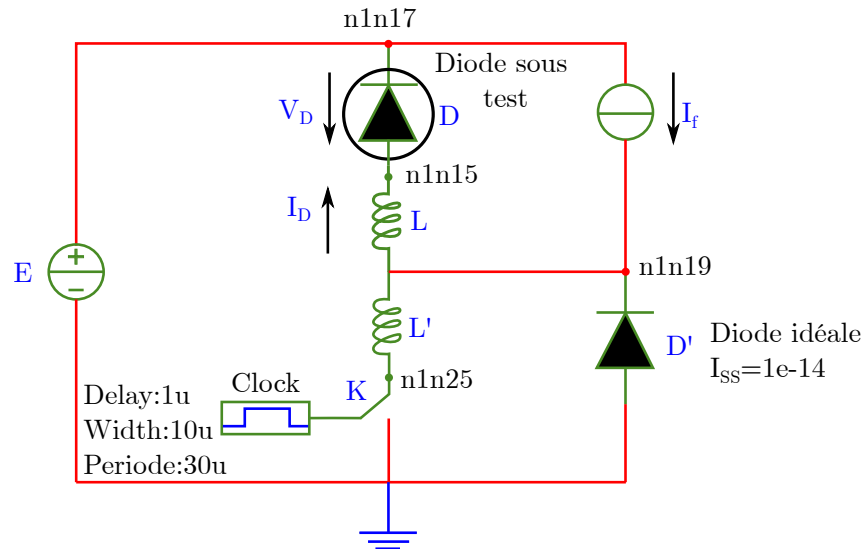 n1n17
Diode sous
test
V_D
D
I_f
n1n15
I_D
L
n1n19
E
L'
D'
Diode idéale
I_SS=1e-14
n1n25
Clock
K
Delay:1u
Width:10u
Periode:30u